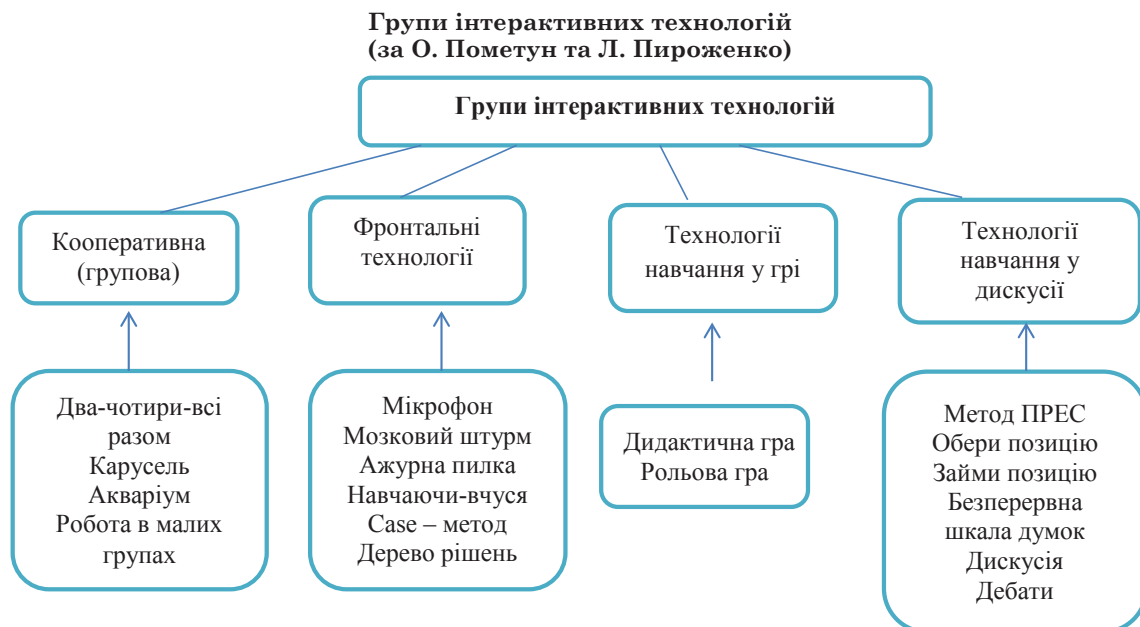 Групи інтерактивних технологій
(за О. Пометун та Л. Пироженко)
Групи інтерактивних технологій
Кооперативна
(групова)
Фронтальні
технології
Технології
навчання у грі
Технології
навчання у
дискусії
Два-чотири-всі
разом
Карусель
Акваріум
Робота в малих
групах
Мікрофон
Мозковий штурм
Ажурна пилка
Навчаючи-вчуся
Case – метод
Дерево рішень
Дидактична гра
Рольова гра
Метод ПРЕС
Обери позицію
Займи позицію
Безперервна
шкала думок
Дискусія
Дебати